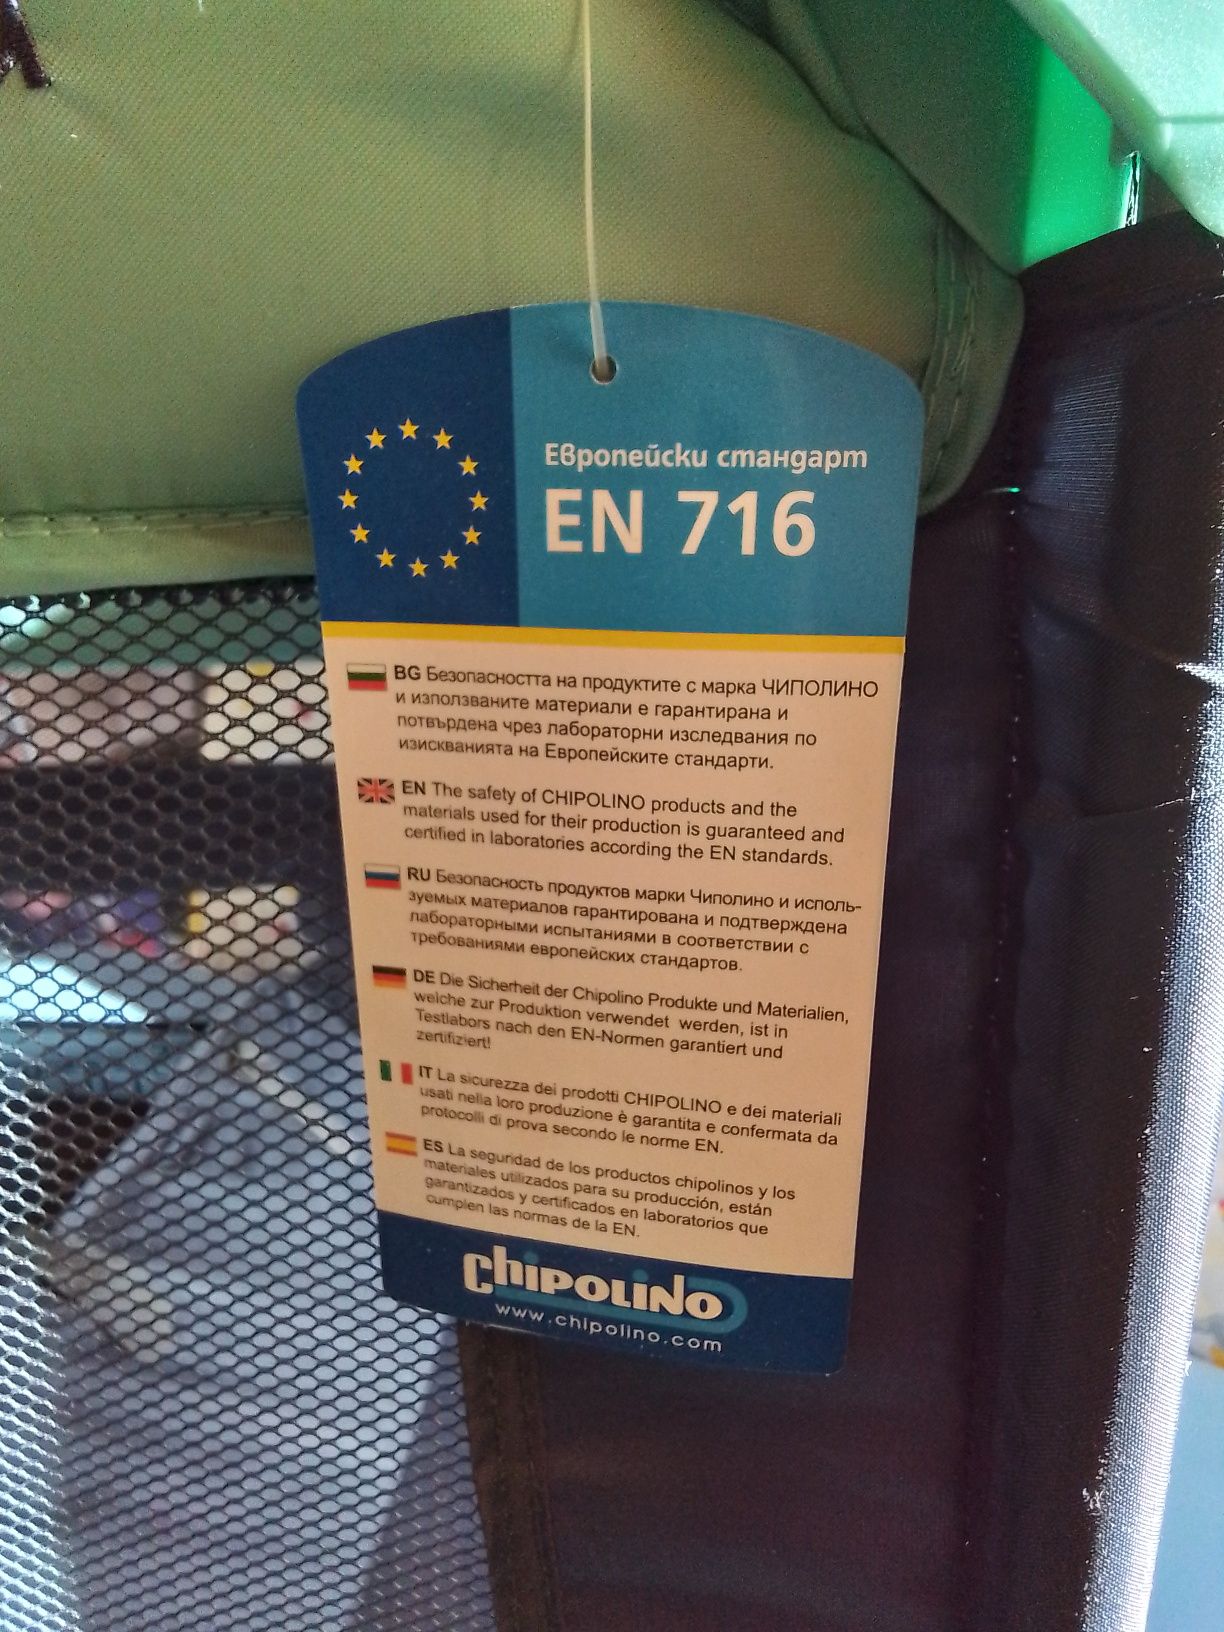 Европейски стандарт
EN 716
BG Безопасността на продуктите с марка ЧИПОЛИНО
и използваните материали е гарантирана и
потвърдена чрез лабораторни изследвания по
изискванията на Европейските стандарти.
EN The safety of CHIPOLINO products and the
materials used for their production is guaranteed and
certified in laboratories according the EN standards.
RU Безопасность продуктов марки Чиполино и исполь-
зуемых материалов гарантирована и подтверждена
лабораторными испытаниями в соответствии с
требованиями европейских стандартов.
DE Die Sicherheit der Chipolino Produkte und Materialien,
welche zur Produktion verwendet werden, ist in
Testlabors nach den EN-Normen garantiert und
zertifiziert!
IT La sicurezza dei prodotti CHIPOLINO e dei materiali
usati nella loro produzione è garantita e confermata da
protocolli di prova secondo le norme EN.
ES La seguridad de los productos chipolinos y los
materiales utilizados para su producción, están
garantizados y certificados en laboratorios que
cumplen las normas de la EN.
chipolino
www.chipolino.com